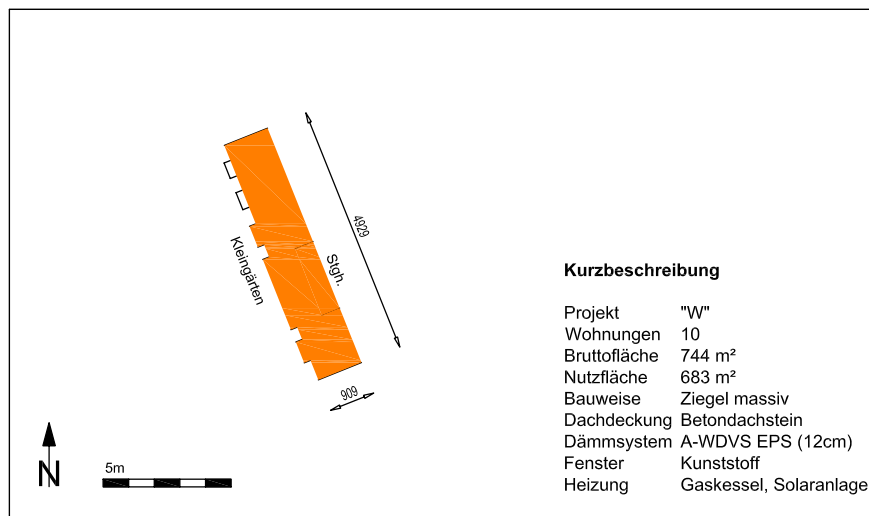 4929
Kleingärten
Stgh.
909
Kurzbeschreibung
Projekt "W"
Wohnungen 10
Bruttofläche 744 m²
Nutzfläche 683 m²
Bauweise Ziegel massiv
Dachdeckung Betondachstein
Dämmsystem A-WDVS EPS (12cm)
Fenster Kunststoff
Heizung Gaskessel, Solaranlage
5m
N